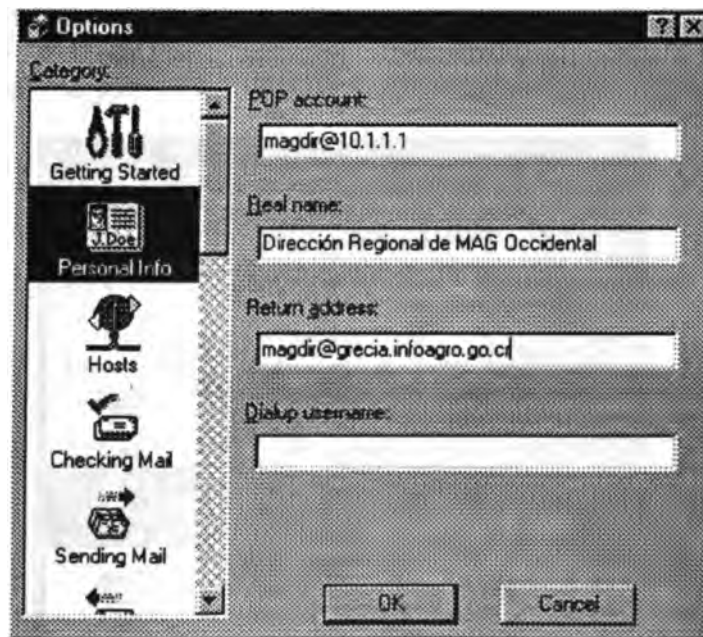 Options
Category:
Getting Started
J.Doe
Personal Info
Hosts
Checking Mail
Sending Mail
POP account:
magdir@10.1.1.1
Real name:
Dirección Regional de MAG Occidental
Return address:
magdir@grecia.infoagro.go.cr
Dialup username:
OK
Cancel